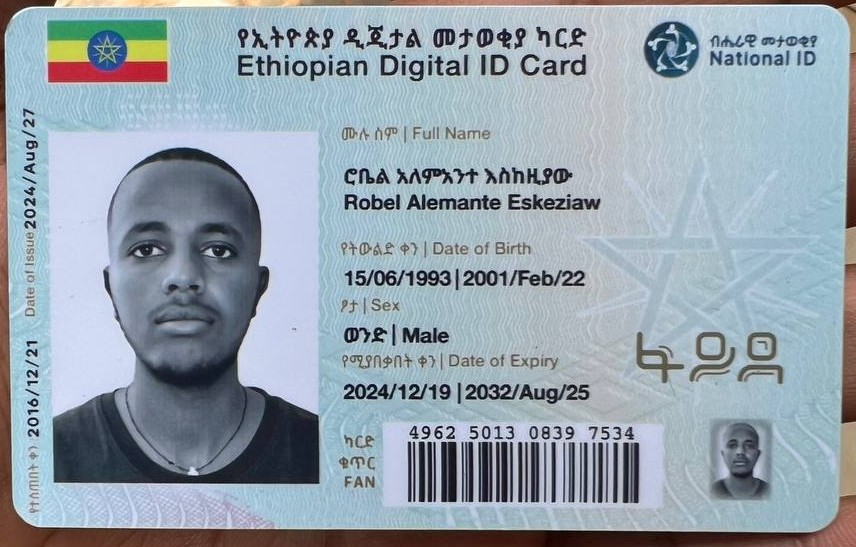 የኢትዮጵያ ዲጂታል መታወቂያ ካርድ
Ethiopian Digital ID Card
ብሔራዊ መታወቂያ
National ID
ሙሉ ስም | Full Name
ሮቤል አለምአንተ እስከዚያው
Robel Alemante Eskeziaw
የትውልድ ቀን | Date of Birth
15/06/1993 | 2001/Feb/22
ፆታ | Sex
ወንድ | Male
የሚያበቃበት ቀን | Date of Expiry
2024/12/19 | 2032/Aug/25
ፋይዳ
ካርድ
ቁጥር
FAN
4962 5013 0839 7534
የተሰጠበት ቀን 2016/12/21 Date of Issue 2024/Aug/27